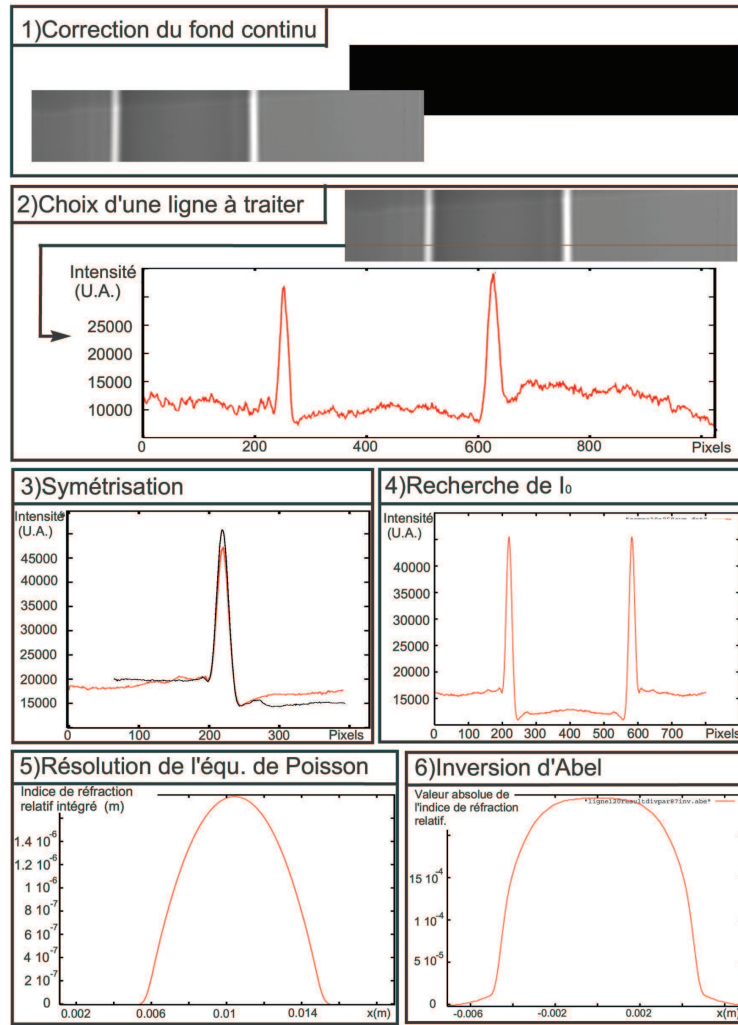 1)Correction du fond continu
2)Choix d'une ligne à traiter
Intensité
(U.A.)
25000
20000
15000
10000
0 200 400 600 800 Pixels
3)Symétrisation
Intensité
(U.A.)
45000
40000
35000
30000
25000
20000
15000
0 100 200 300 Pixels
4)Recherche de I₀
Intensité
(U.A.)
40000
35000
30000
25000
20000
15000
0 100 200 300 400 500 600 700 Pixels
5)Résolution de l'équ. de Poisson
Indice de réfraction
relatif intégré (m)
1.4 10⁻⁶
1.2 10⁻⁶
1 10⁻⁶
8 10⁻⁷
6 10⁻⁷
4 10⁻⁷
2 10⁻⁷
0
0.002 0.006 0.01 0.014 x(m)
6)Inversion d'Abel
Valeur absolue de
l'indice de réfraction
relatif.
"ligne120resultdivpar87inv.abe"
15 10⁻⁴
1 10⁻⁴
5 10⁻⁵
0
-0.006 -0.002 0.002 x(m)